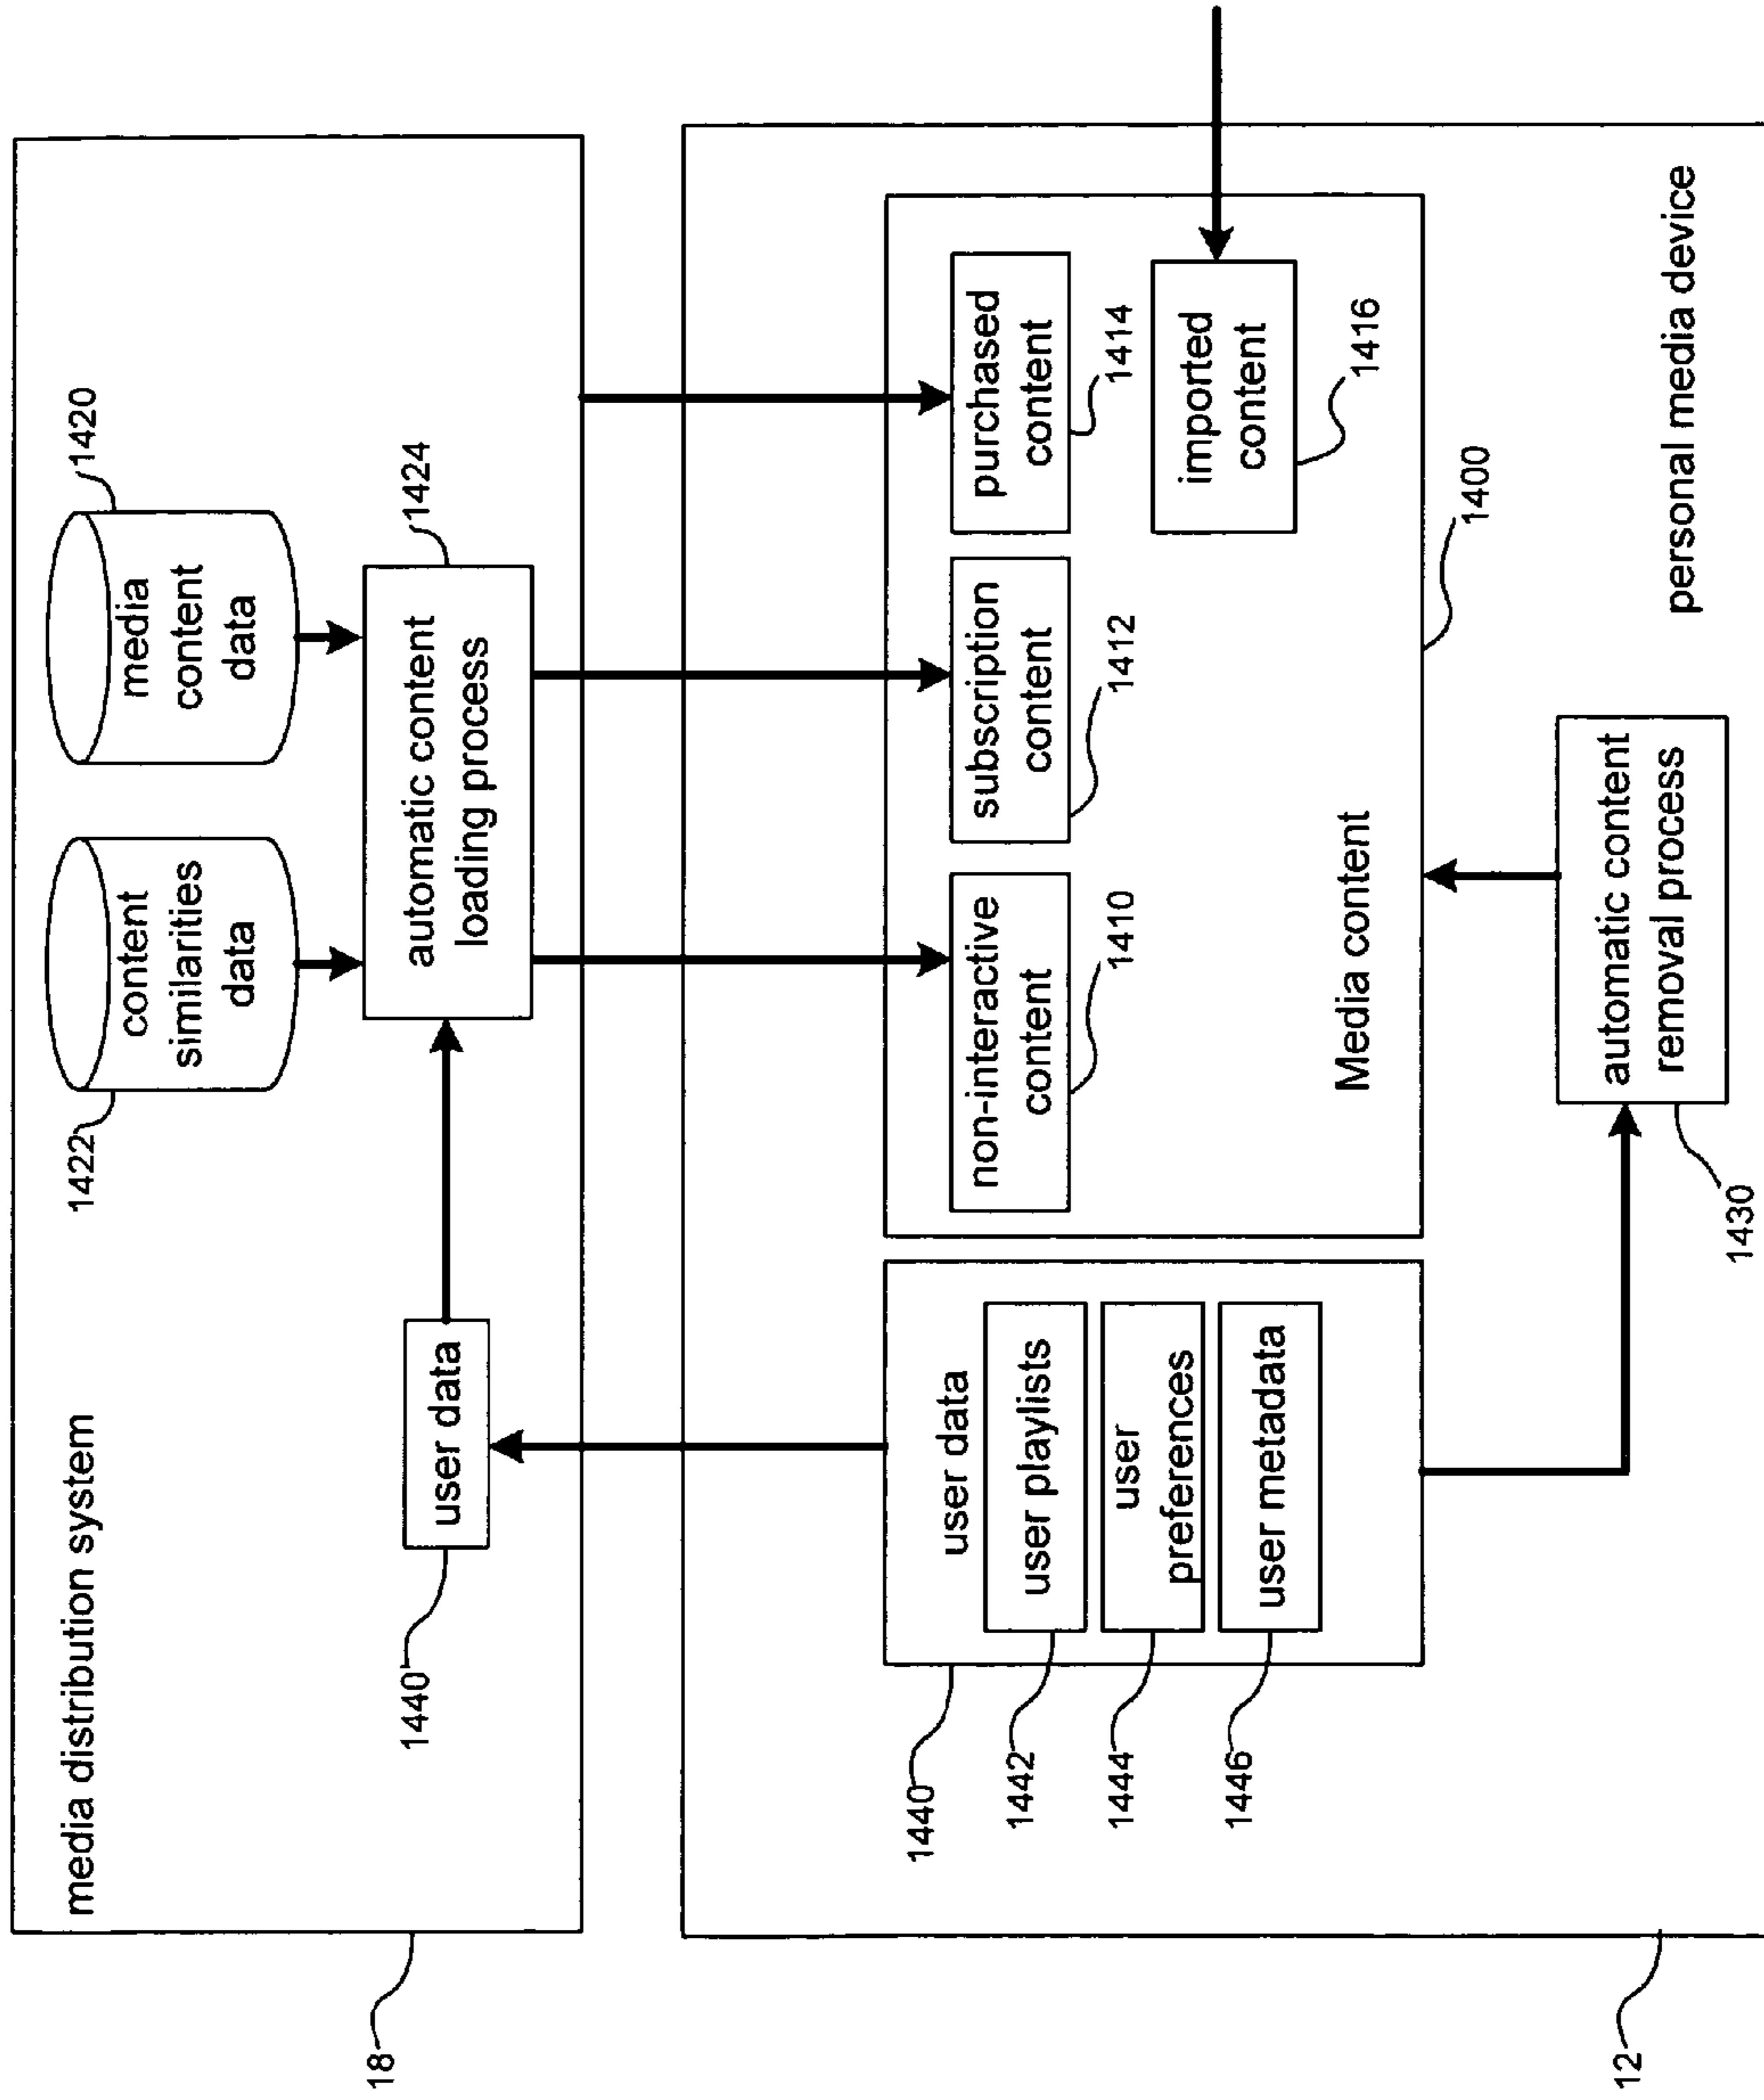 media distribution system
18
1440
user data
1422
content
similarities
data
media
content
data
1420
automatic content
loading process
1424
1440
user data
user playlists
1442
user
preferences
1444
user metadata
1446
non-interactive
content
1410
subscription
content
1412
purchased
content
1414
imported
content
1416
Media content
1400
automatic content
removal process
1430
personal media device
12